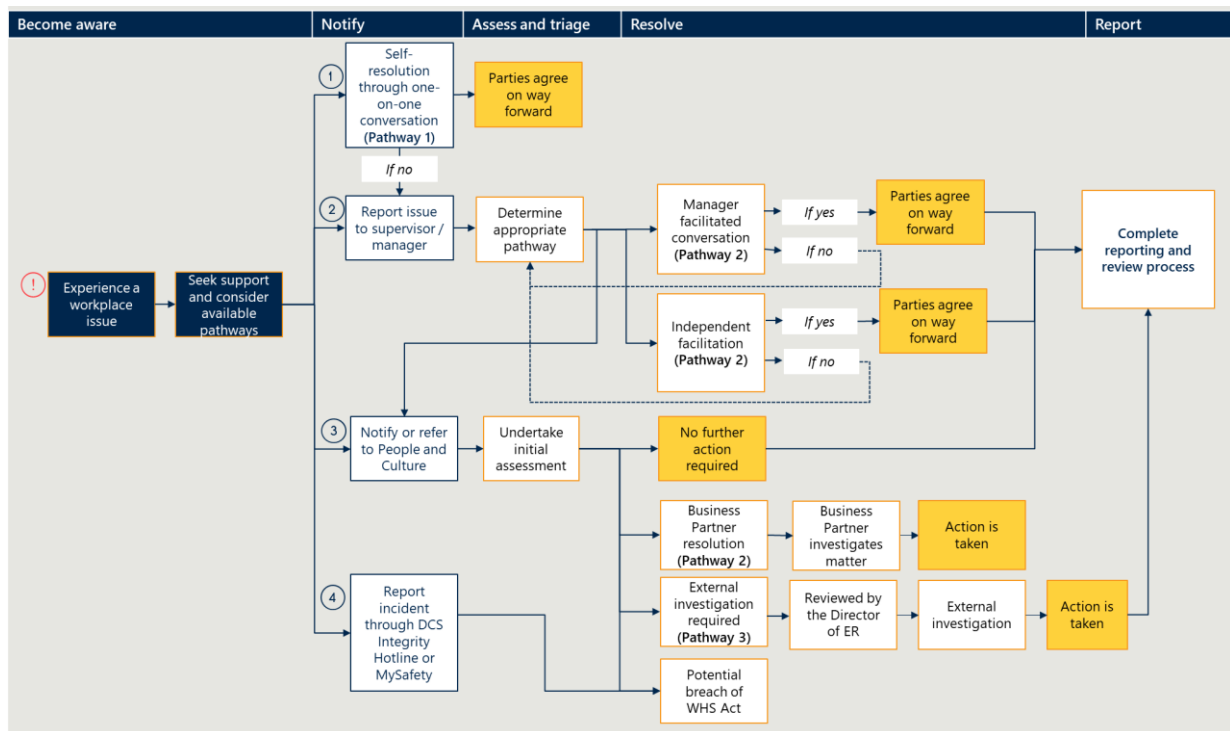 Become aware
Notify
Assess and triage
Resolve
Report
1
Self-
resolution
through one-
on-one
conversation
(Pathway 1)
Parties agree
on way
forward
If no
2
Report issue
to supervisor /
manager
Determine
appropriate
pathway
Manager
facilitated
conversation
(Pathway 2)
If yes
If no
Parties agree
on way
forward
Complete
reporting and
review process
!
Experience a
workplace
issue
Seek support
and consider
available
pathways
Independent
facilitation
(Pathway 2)
If yes
If no
Parties agree
on way
forward
3
Notify or refer
to People and
Culture
Undertake
initial
assessment
No further
action
required
Business
Partner
resolution
(Pathway 2)
Business
Partner
investigates
matter
Action is
taken
4
Report
incident
through DCS
Integrity
Hotline or
MySafety
External
investigation
required
(Pathway 3)
Reviewed by
the Director
of ER
External
investigation
Action is
taken
Potential
breach of
WHS Act